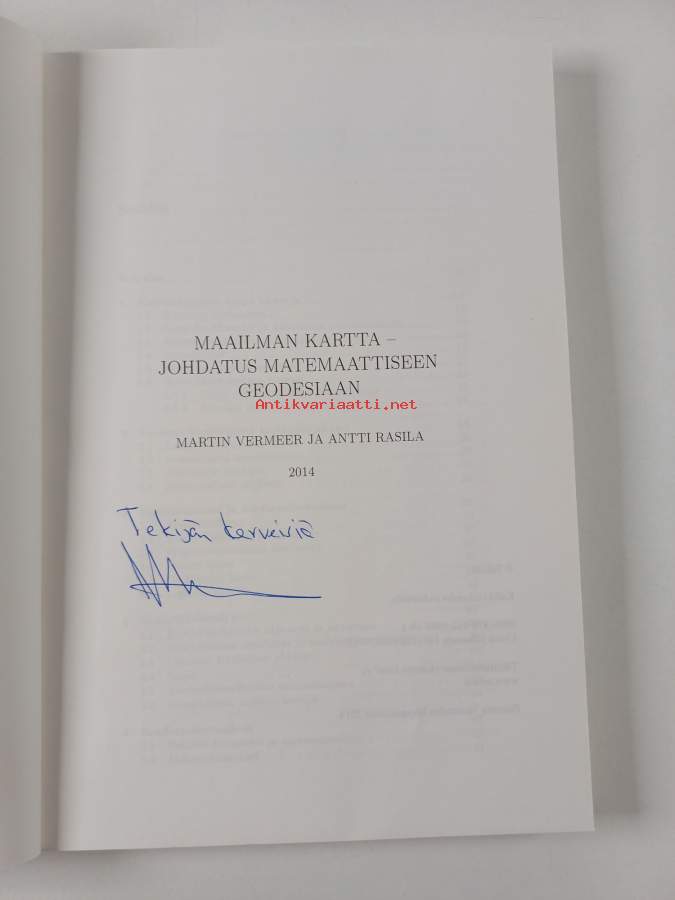 MAAILMAN KARTTA –
JOHDATUS MATEMAATTISEEN
GEODESIAAN
Antikvariaatti.net
MARTIN VERMEER JA ANTTI RASILA
2014
Tekijän terveisiä